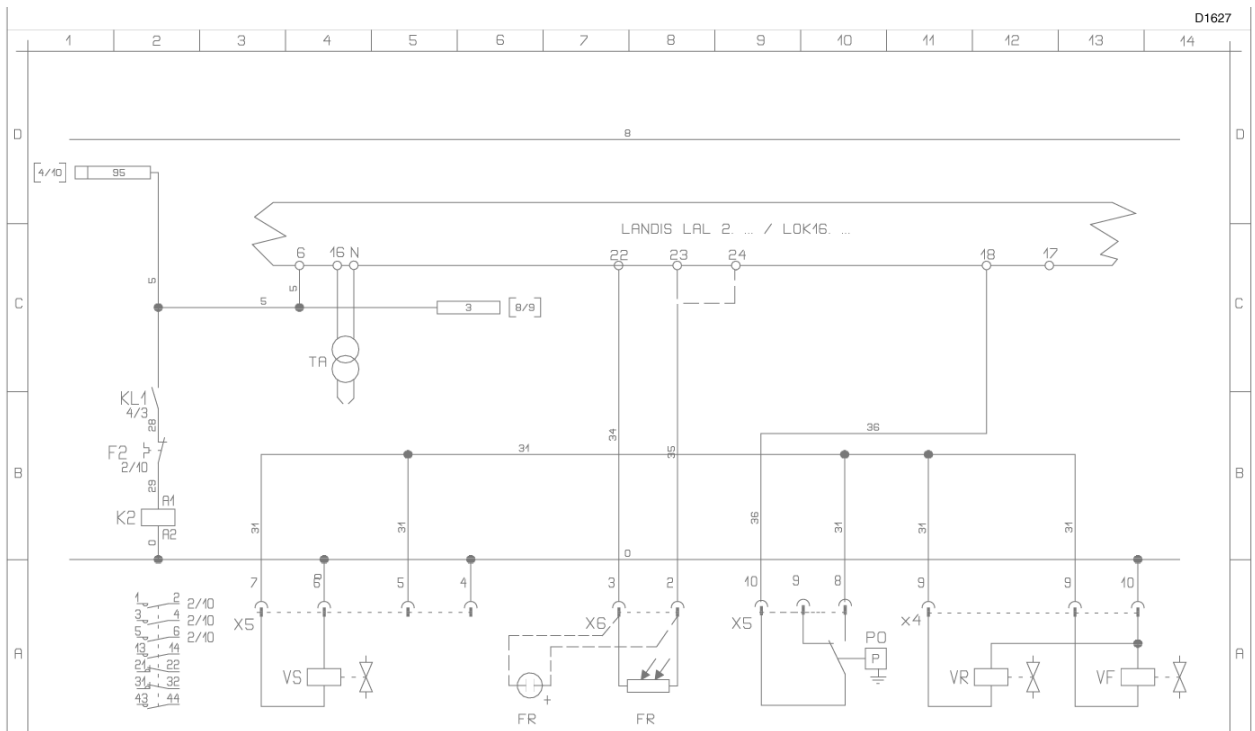 D1627
1 2 3 4 5 6 7 8 9 10 11 12 13 14
D 8 D
[4/10] 95
LANDIS LAL 2. ... / LOK16. ...
6 16 N 22 23 24 18 17
5 5
C 5 3 [8/9] C
TA
KL1
4/3
28 34 36
31 35
F2
2/10
B B
29 36
A1
K2 31 31 31 31 31
A2
0 0
7 6 5 4 3 2 10 9 8 9 9 10
1 2 2/10
3 4 2/10
5 6 2/10
X5 X6 X5 x4
13 14 PO
A 21 22 P A
31 32 VS VR VF
43 44
+
FR FR